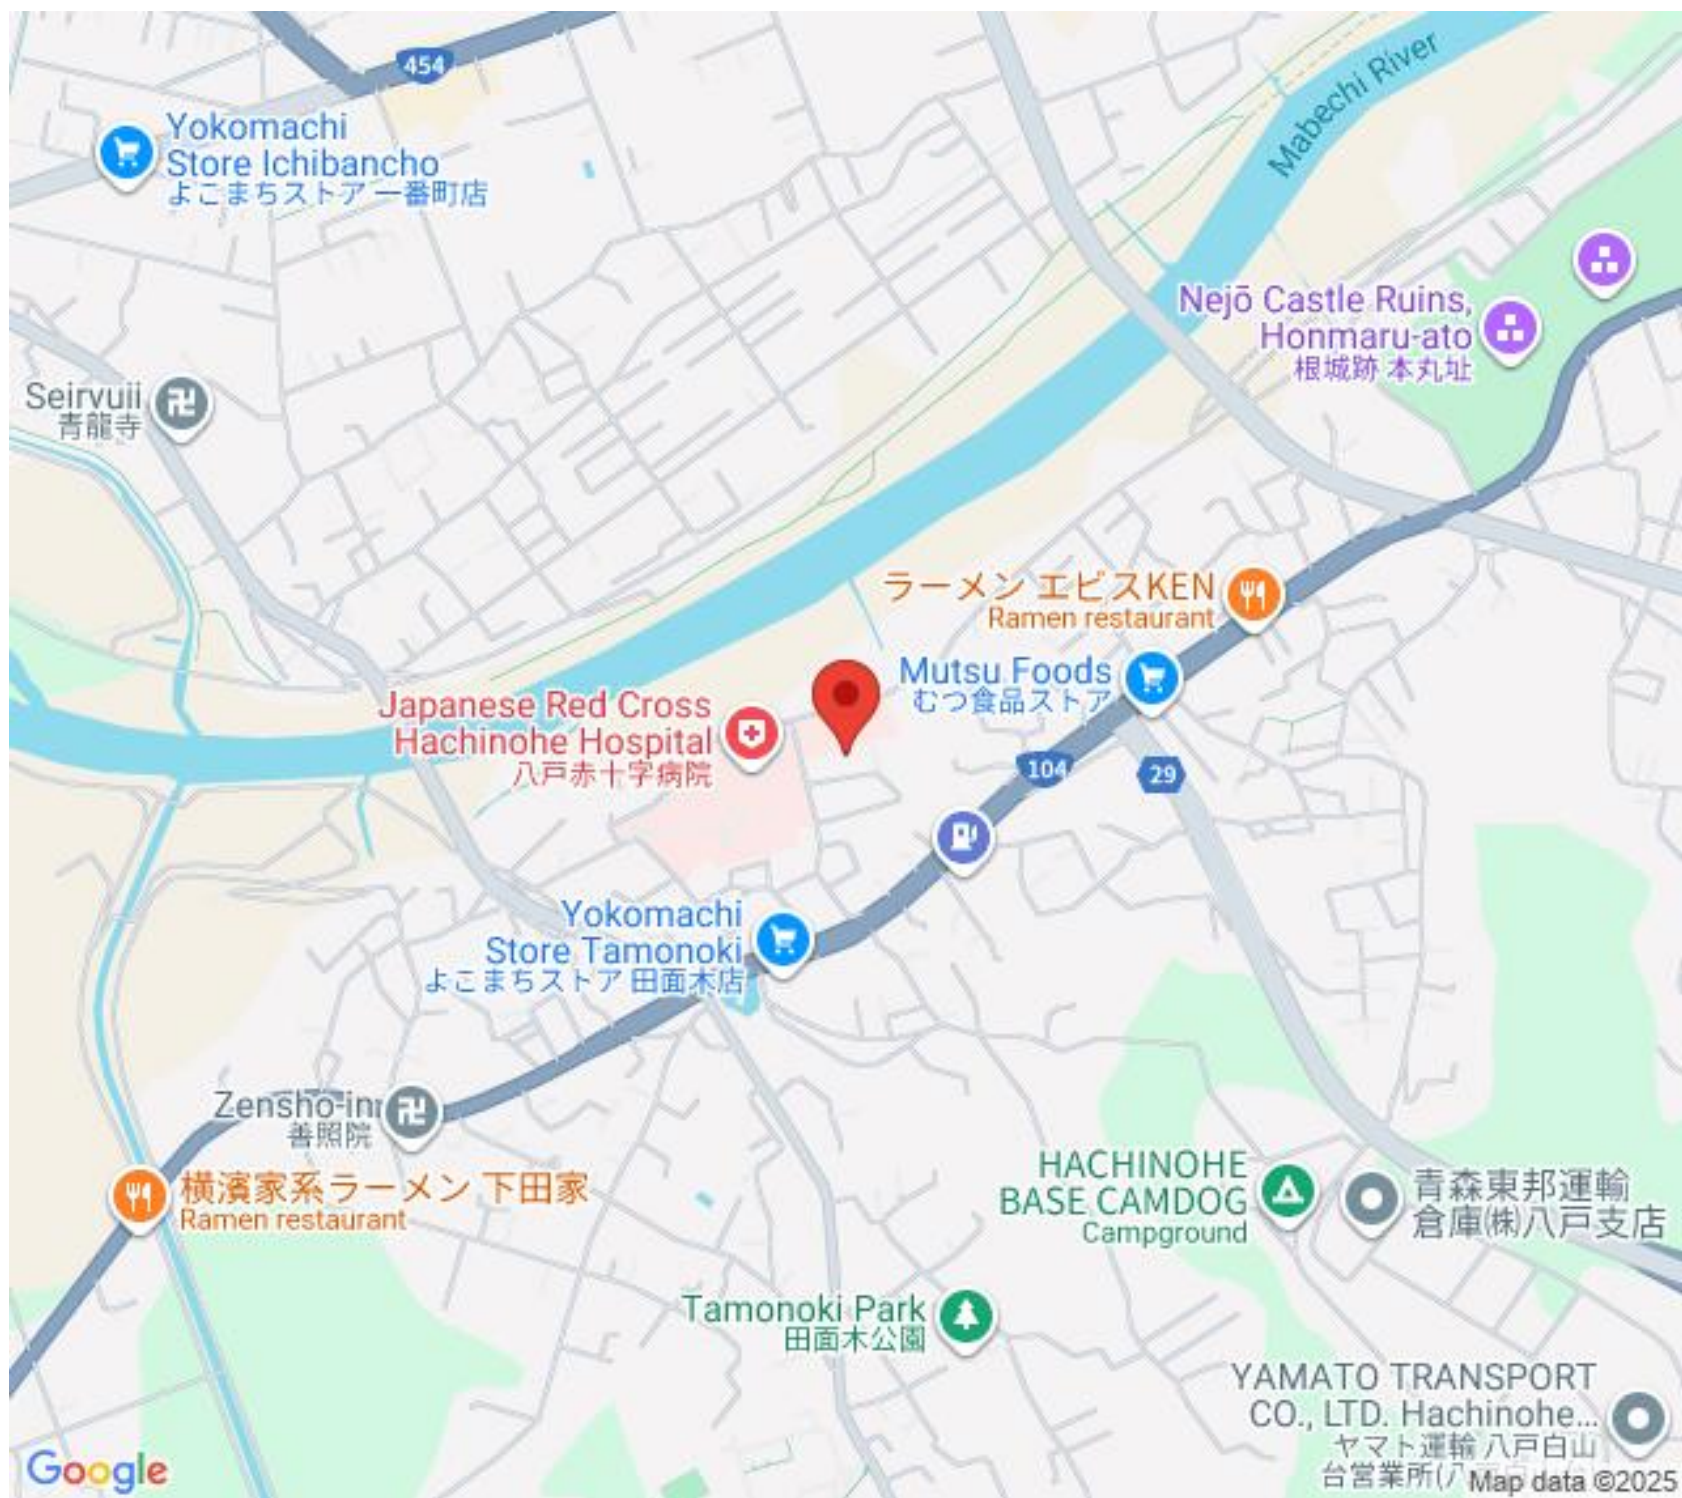 454
Mabechi River
Yokomachi
Store Ichibancho
よこまちストア 一番町店
Nejō Castle Ruins,
Honmaru-ato
根城跡 本丸址
Seirvuii
青龍寺
ラーメン エビスKEN
Ramen restaurant
Mutsu Foods
むつ食品ストア
Japanese Red Cross
Hachinohe Hospital
八戸赤十字病院
104
29
Yokomachi
Store Tamonoki
よこまちストア 田面木店
Zensho-in
善照院
横濱家系ラーメン 下田家
Ramen restaurant
HACHINOHE
BASE CAMDOG
Campground
青森東邦運輸
倉庫㈱八戸支店
Tamonoki Park
田面木公園
YAMATO TRANSPORT
CO., LTD. Hachinohe...
ヤマト運輸 八戸白山
台営業所(八
Google
Map data ©2025